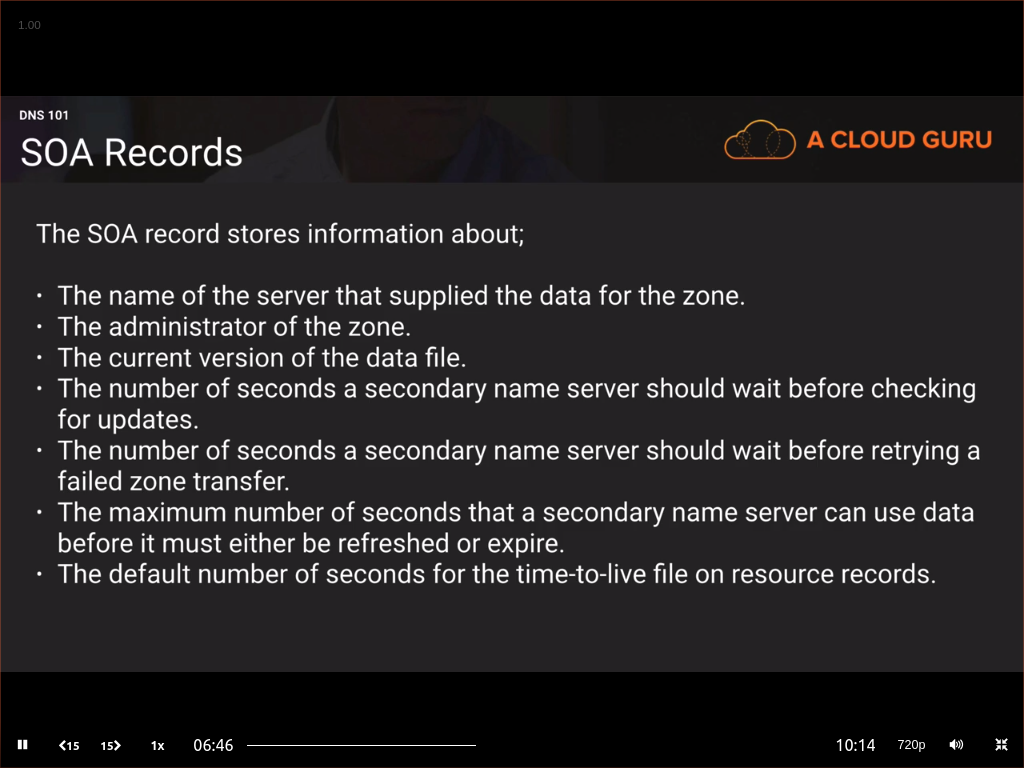 1.00
DNS 101
SOA Records
A CLOUD GURU
The SOA record stores information about;
· The name of the server that supplied the data for the zone.
· The administrator of the zone.
· The current version of the data file.
· The number of seconds a secondary name server should wait before checking
for updates.
· The number of seconds a secondary name server should wait before retrying a
failed zone transfer.
· The maximum number of seconds that a secondary name server can use data
before it must either be refreshed or expire.
· The default number of seconds for the time-to-live file on resource records.
15 15 1x 06:46 10:14 720p